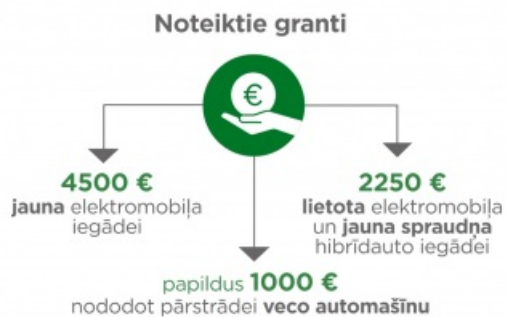 Noteiktie granti
€
4500 €
jauna elektromobiļa
iegādei
2250 €
lietota elektromobiļa
un jauna spraudņa
hibrīdauto iegādei
papildus 1000 €
nododot pārstrādei veco automašīnu